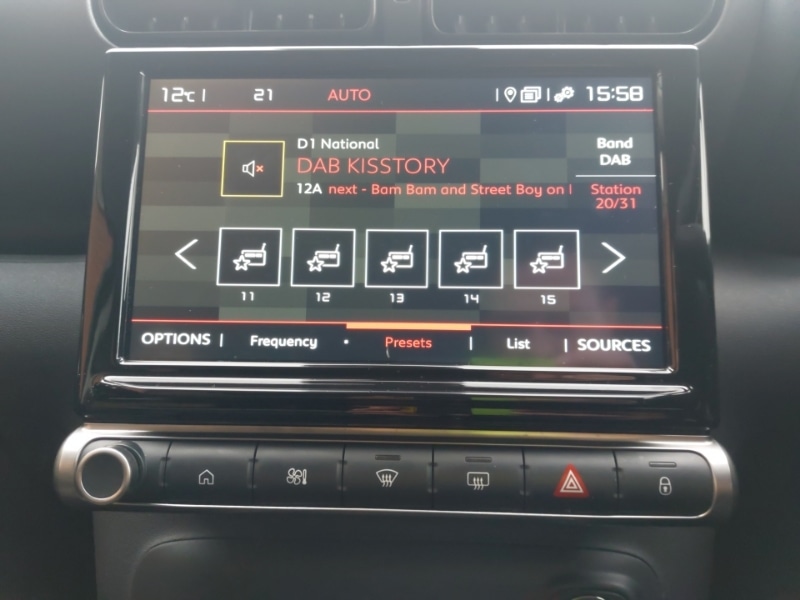 12°C | 21 AUTO 15:58
D1 National
DAB KISSTORY
12A next - Bam Bam and Street Boy on
Band
DAB
Station
20/31
11 12 13 14 15
OPTIONS | Frequency • Presets | List | SOURCES